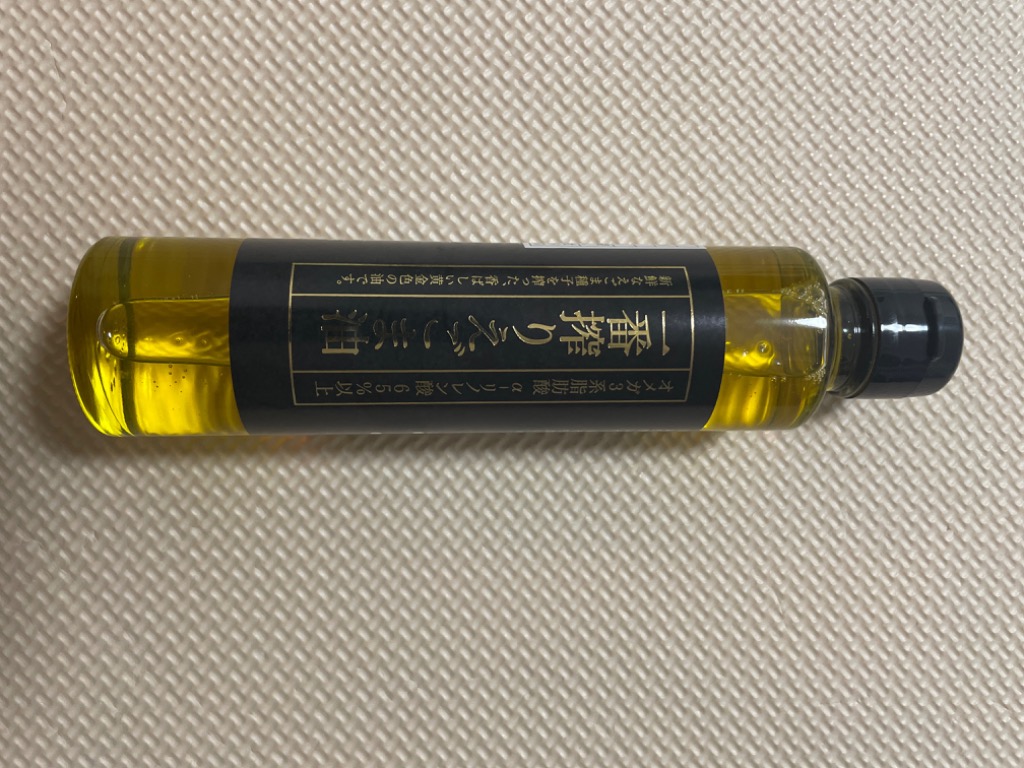 オメガ３系脂肪酸 α－リノレン酸６５％以上
一番搾りえごま油
新鮮なえごま種子を搾った、香ばしい黄金色の油です。